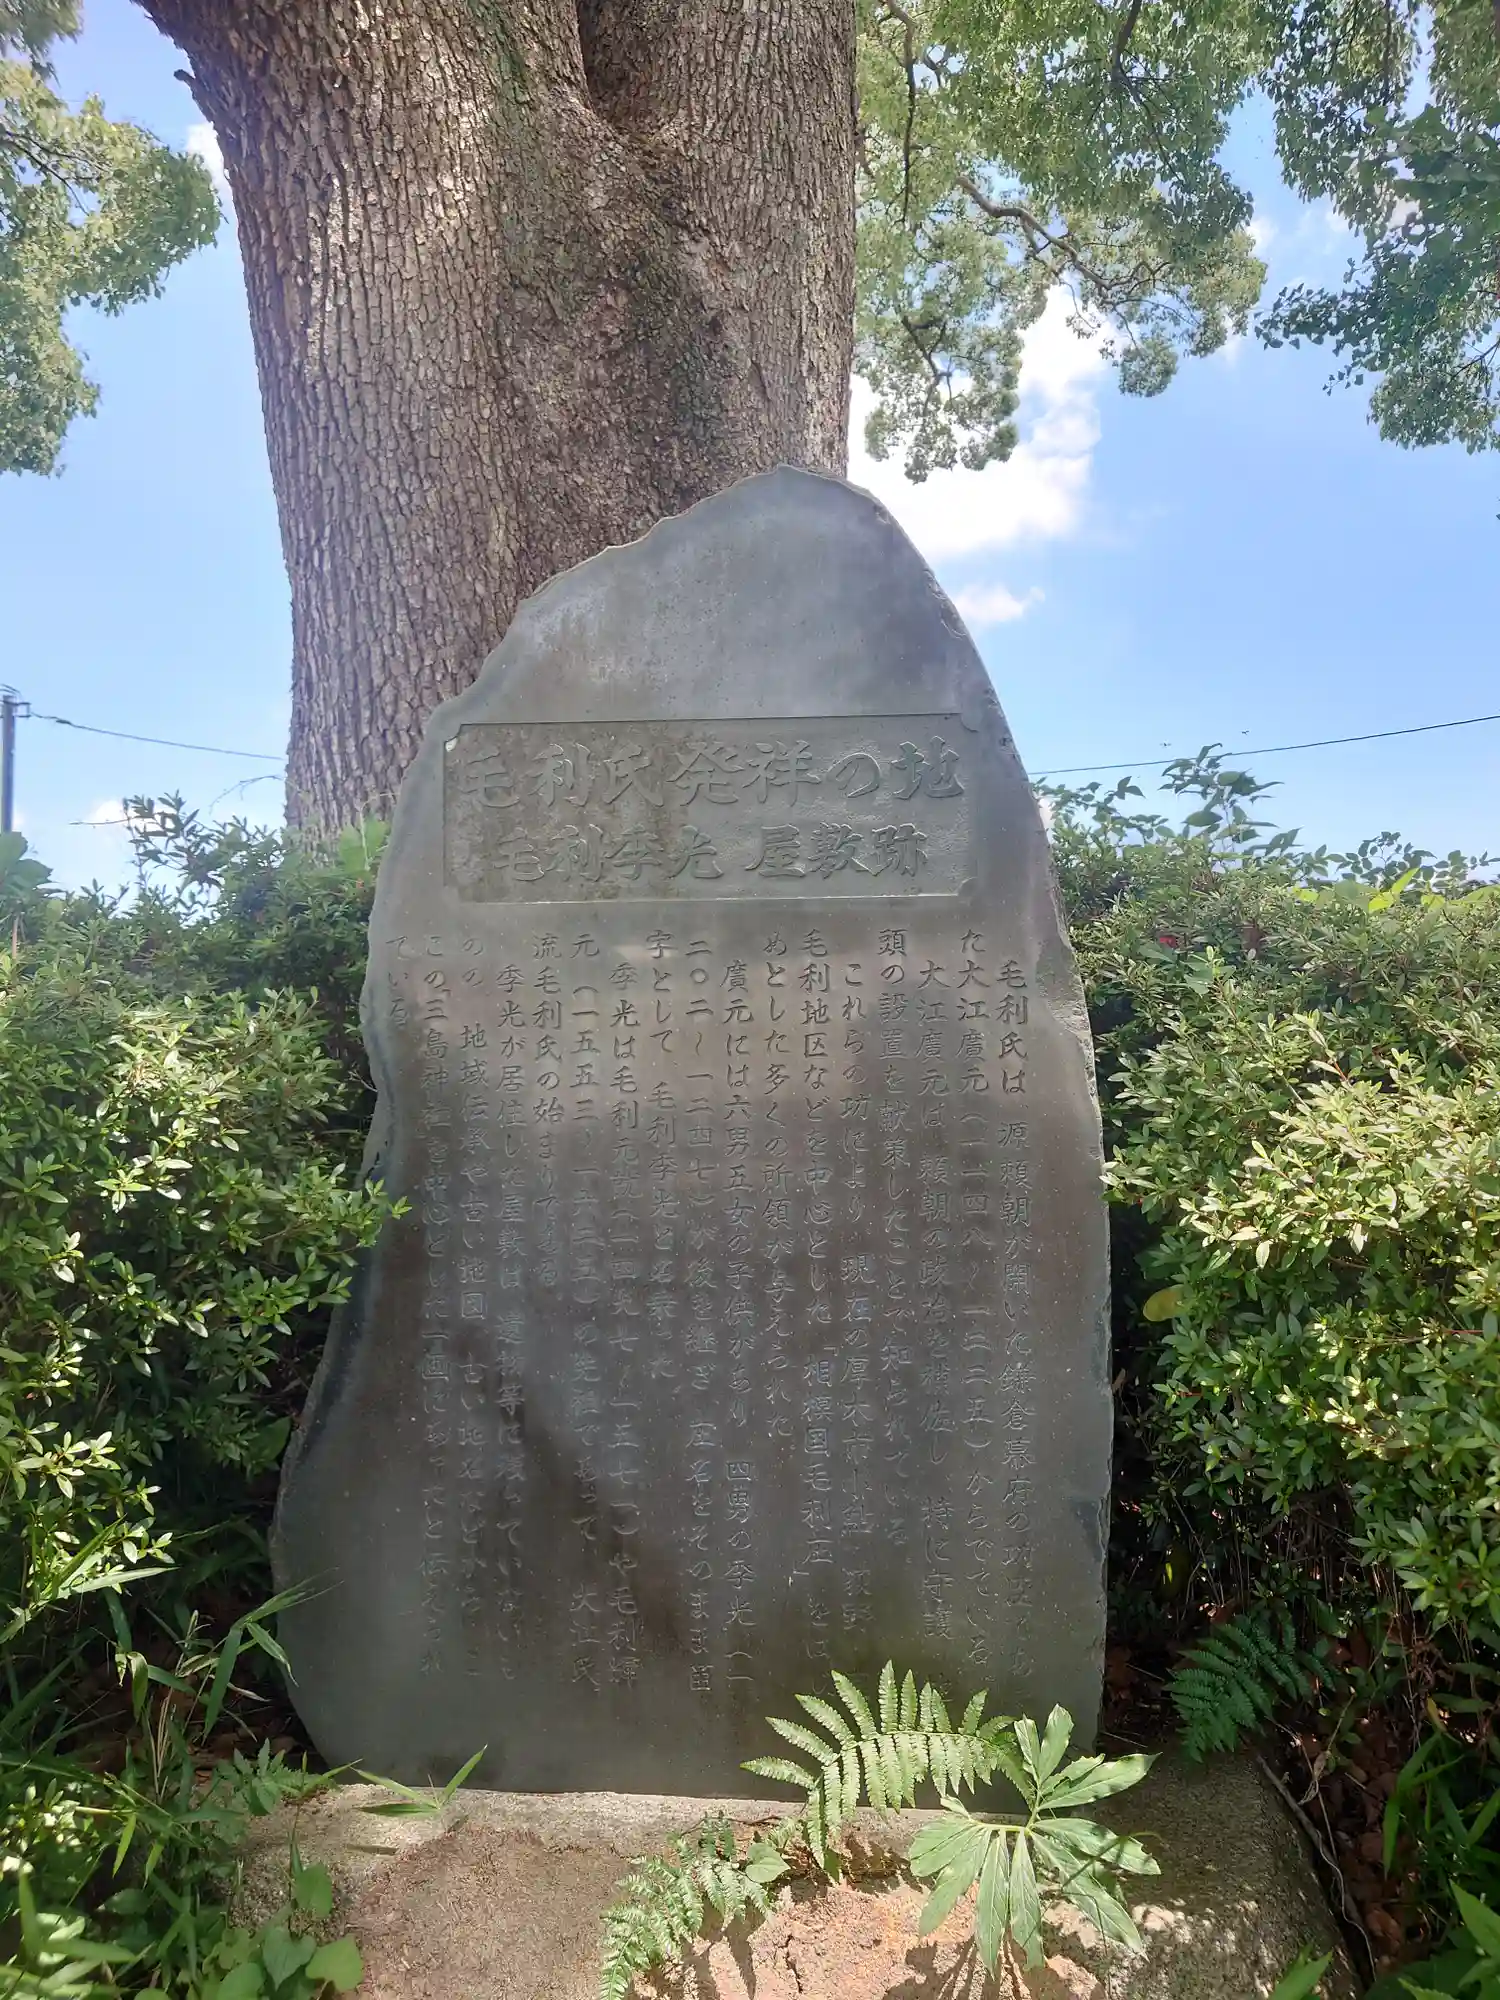 毛利氏発祥の地
毛利季光 屋敷跡
毛利氏は 源頼朝が開いた鎌倉幕府の功臣であっ
た大江廣元(一一四八〜一二二五)からでている
大江廣元は 頼朝の政治を補佐し 特に守護
頭の設置を献策したことで知られている
これらの功により 現在の厚木市小鮎 荻野
毛利地区などを中心とした「相模国毛利庄」をはじ
めとした多くの所領が与えられた
廣元には六男五女の子供があり 四男の季光(一
二〇二〜一二四七)が後を継ぎ 庄名をそのまま苗
字として 毛利季光と名乗った
季光は毛利元就(一四九七〜一五七一)や毛利輝
元(一五五三〜一六二五)の先祖であって 大江氏
流毛利氏の始まりである
季光が居住した屋敷は 遺構等は残っていないも
のの 地域伝承や古い地図 古い地名などから こ
この「三島神社」を中心といた一画にあったと伝えられ
ている